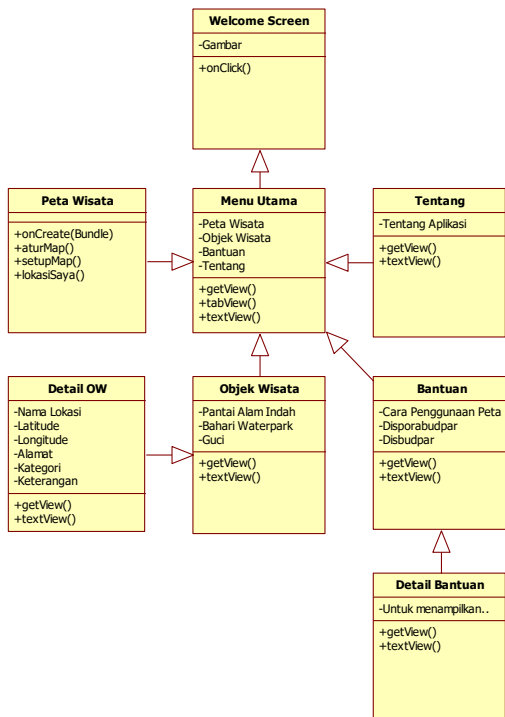 Welcome Screen
-Gambar
+onClick()
Peta Wisata
+onCreate(Bundle)
+aturMap()
+setupMap()
+lokasiSaya()
Menu Utama
-Peta Wisata
-Objek Wisata
-Bantuan
-Tentang
+getView()
+tabView()
+textView()
Tentang
-Tentang Aplikasi
+getView()
+textView()
Detail OW
-Nama Lokasi
-Latitude
-Longitude
-Alamat
-Kategori
-Keterangan
+getView()
+textView()
Objek Wisata
-Pantai Alam Indah
-Bahari Waterpark
-Guci
+getView()
+textView()
Bantuan
-Cara Penggunaan Peta
-Disporabudpar
-Disbudpar
+getView()
+textView()
Detail Bantuan
-Untuk menampilkan..
+getView()
+textView()